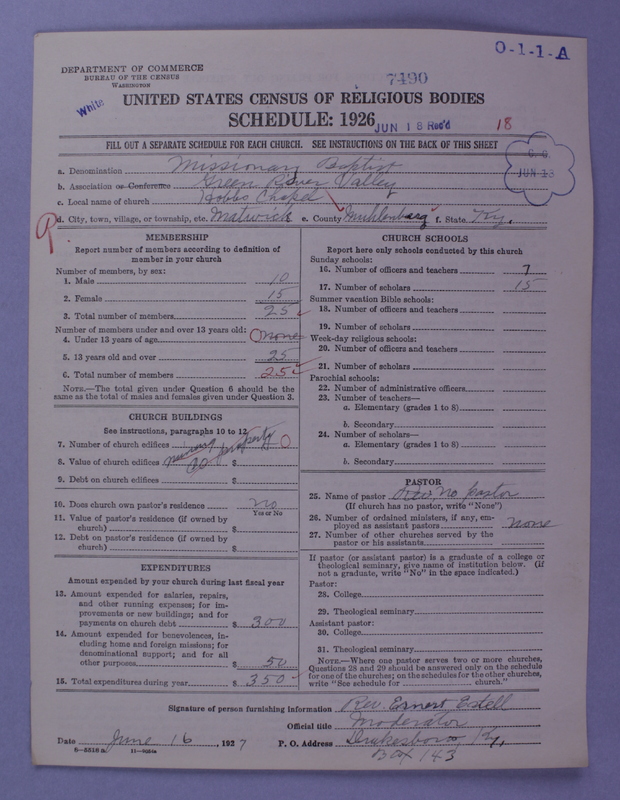 O-1-1-A
DEPARTMENT OF COMMERCE
BUREAU OF THE CENSUS
WASHINGTON
7490
White
UNITED STATES CENSUS OF RELIGIOUS BODIES
SCHEDULE: 1926
JUN 18 Rec'd
18
FILL OUT A SEPARATE SCHEDULE FOR EACH CHURCH. SEE INSTRUCTIONS ON THE BACK OF THIS SHEET
JUN 13
a. Denomination Missionary Baptist
b. Association or Conference Green River Valley
c. Local name of church Hobbs Chapel
d. City, town, village, or township, etc. Matwick e. County Muhlenburg f. State Ky.
MEMBERSHIP
Report number of members according to definition of
member in your church
Number of members, by sex:
1. Male 10
2. Female 15
3. Total number of members 25
Number of members under and over 13 years old:
4. Under 13 years of age none
5. 13 years old and over 25
6. Total number of members 25
NOTE.—The total given under Question 6 should be the
same as the total of males and females given under Question 3.
CHURCH BUILDINGS
See instructions, paragraphs 10 to 12
7. Number of church edifices
8. Value of church edifices $
property
9. Debt on church edifices $
10. Does church own pastor's residence no
Yes or No
11. Value of pastor's residence (if owned by
church) $
12. Debt on pastor's residence (if owned by
church) $
EXPENDITURES
Amount expended by your church during last fiscal year
13. Amount expended for salaries, repairs,
and other running expenses; for im-
provements or new buildings; and for
payments on church debt $ 300
14. Amount expended for benevolences, in-
cluding home and foreign missions; for
denominational support; and for all
other purposes $ 50
15. Total expenditures during year $ 350
CHURCH SCHOOLS
Report here only schools conducted by this church
Sunday schools:
16. Number of officers and teachers 7
17. Number of scholars 15
Summer vacation Bible schools:
18. Number of officers and teachers
19. Number of scholars
Week-day religious schools:
20. Number of officers and teachers
21. Number of scholars
Parochial schools:
22. Number of administrative officers
23. Number of teachers—
a. Elementary (grades 1 to 8)
b. Secondary
24. Number of scholars—
a. Elementary (grades 1 to 8)
b. Secondary
PASTOR
25. Name of pastor Rev. no pastor
(If church has no pastor, write "None")
26. Number of ordained ministers, if any, em-
ployed as assistant pastors none
27. Number of other churches served by the
pastor or his assistants
If pastor (or assistant pastor) is a graduate of a college or
theological seminary, give name of institution below. (If
not a graduate, write "No" in the space indicated.)
Pastor:
28. College
29. Theological seminary
Assistant pastor:
30. College
31. Theological seminary
NOTE.—Where one pastor serves two or more churches,
Questions 28 and 29 should be answered only on the schedule
for one of the churches; on the schedules for the other churches,
write "See schedule for church."
Signature of person furnishing information Rev. Ernest Estell
Official title Moderator
Date June 16, 1927 P. O. Address Drakesboro, Ky.
Box 143